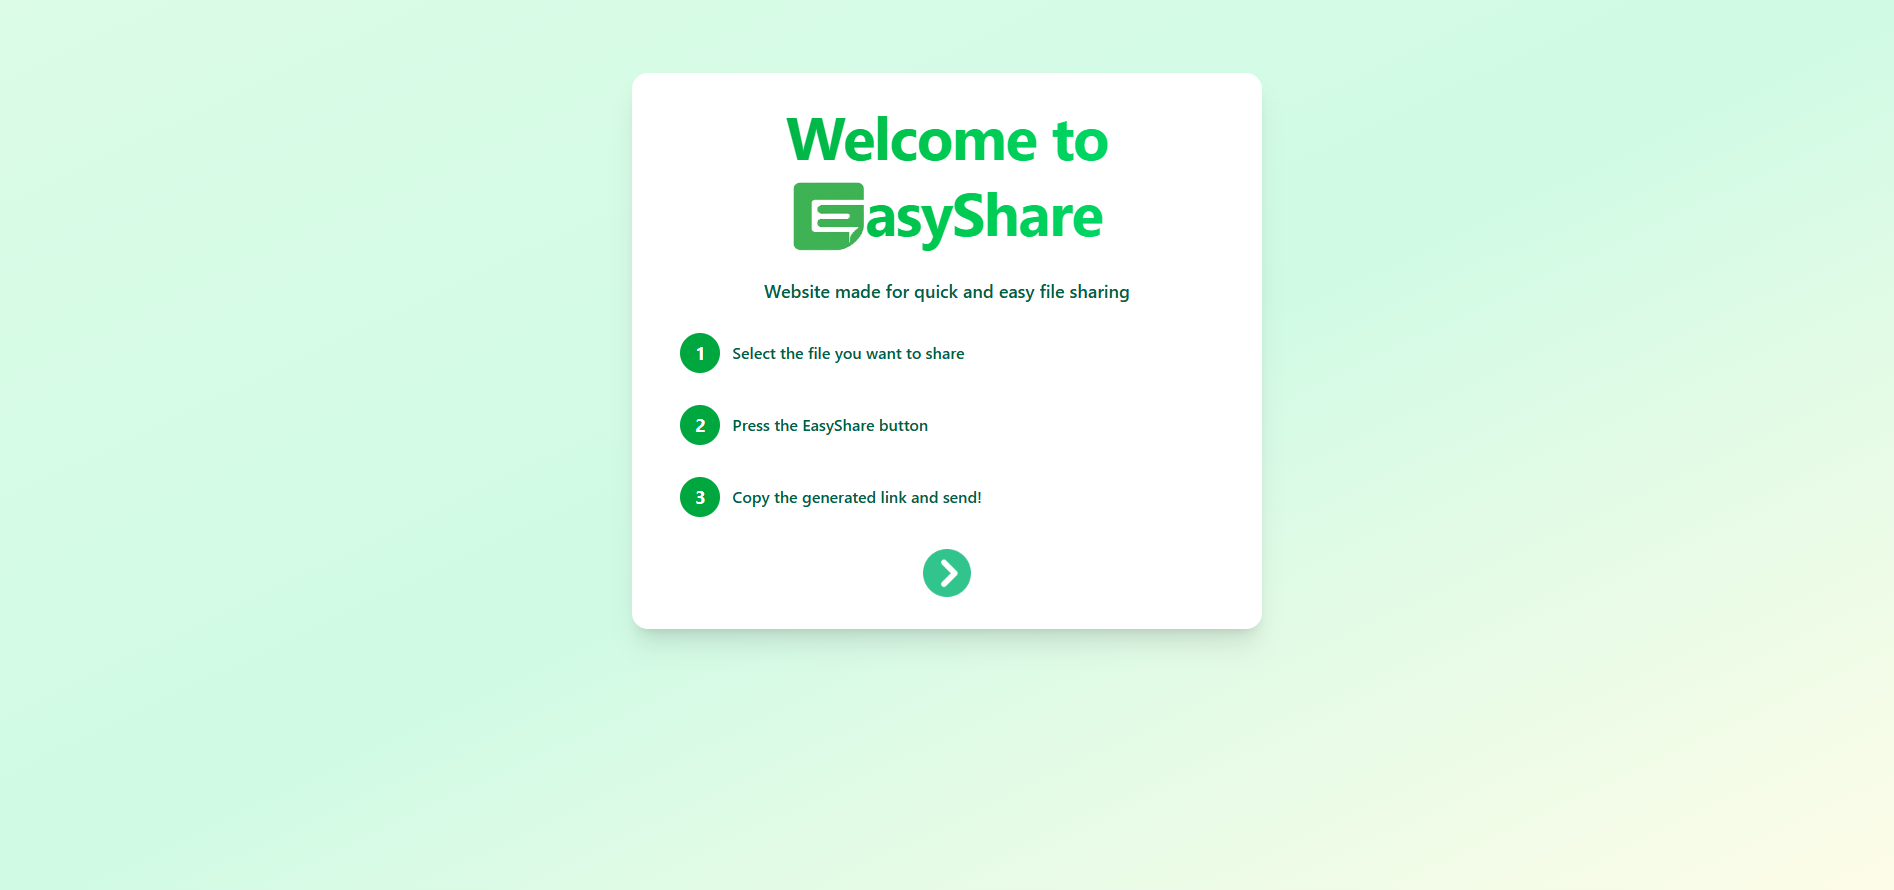 Welcome to
EasyShare
Website made for quick and easy file sharing
1 Select the file you want to share
2 Press the EasyShare button
3 Copy the generated link and send!